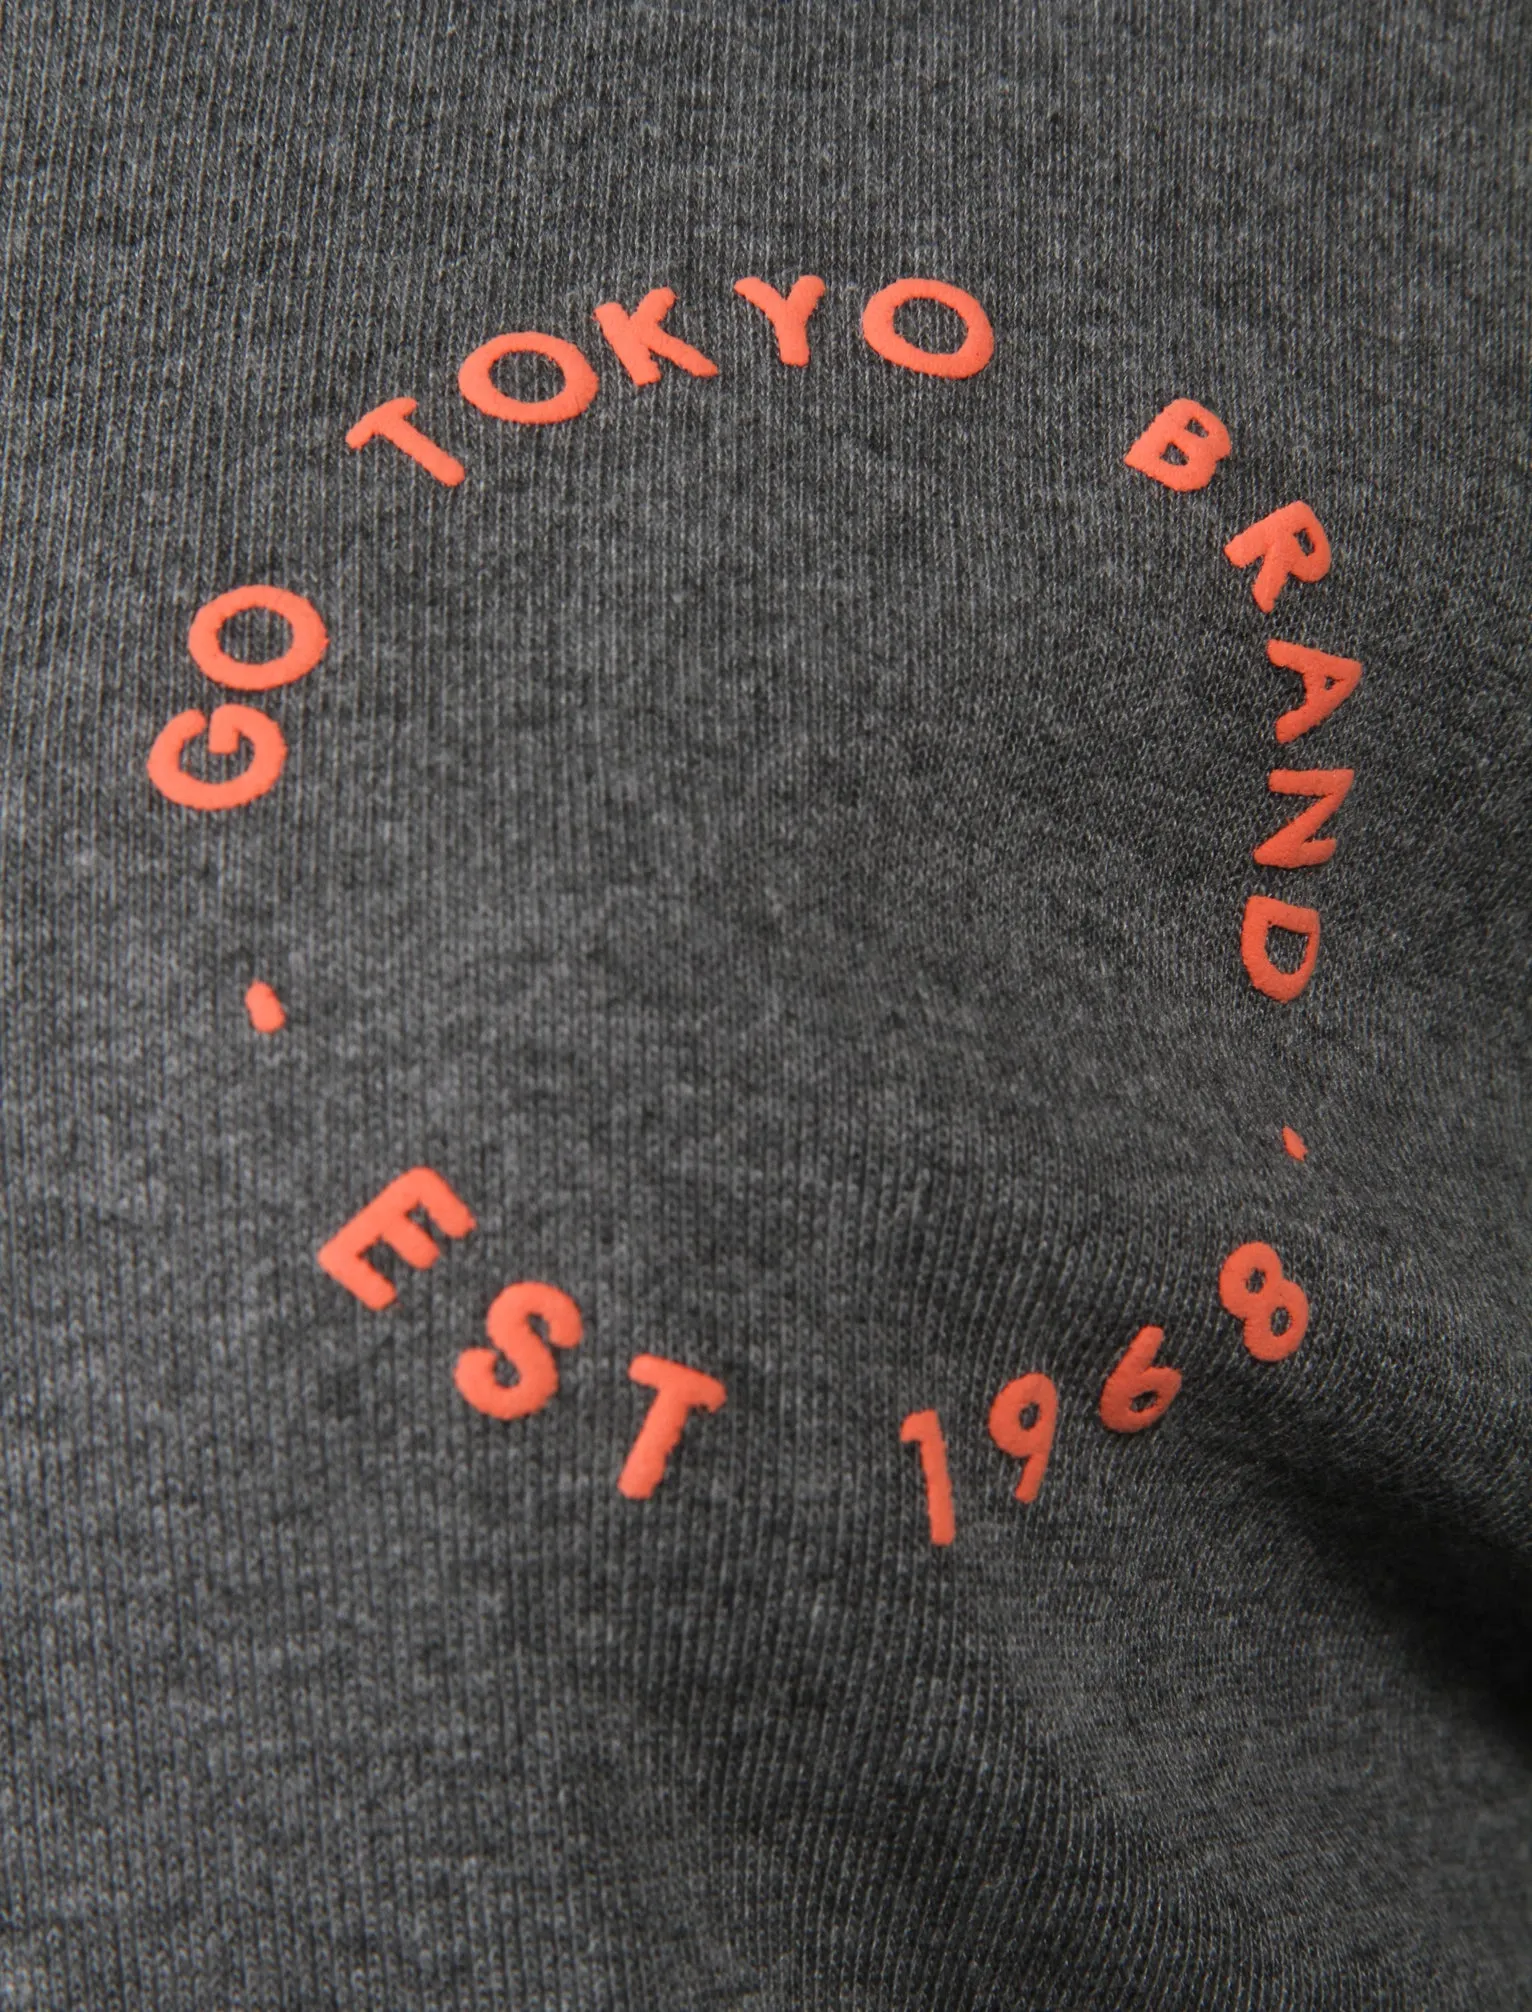 GO TOKYO BRAND
- EST 1968 -